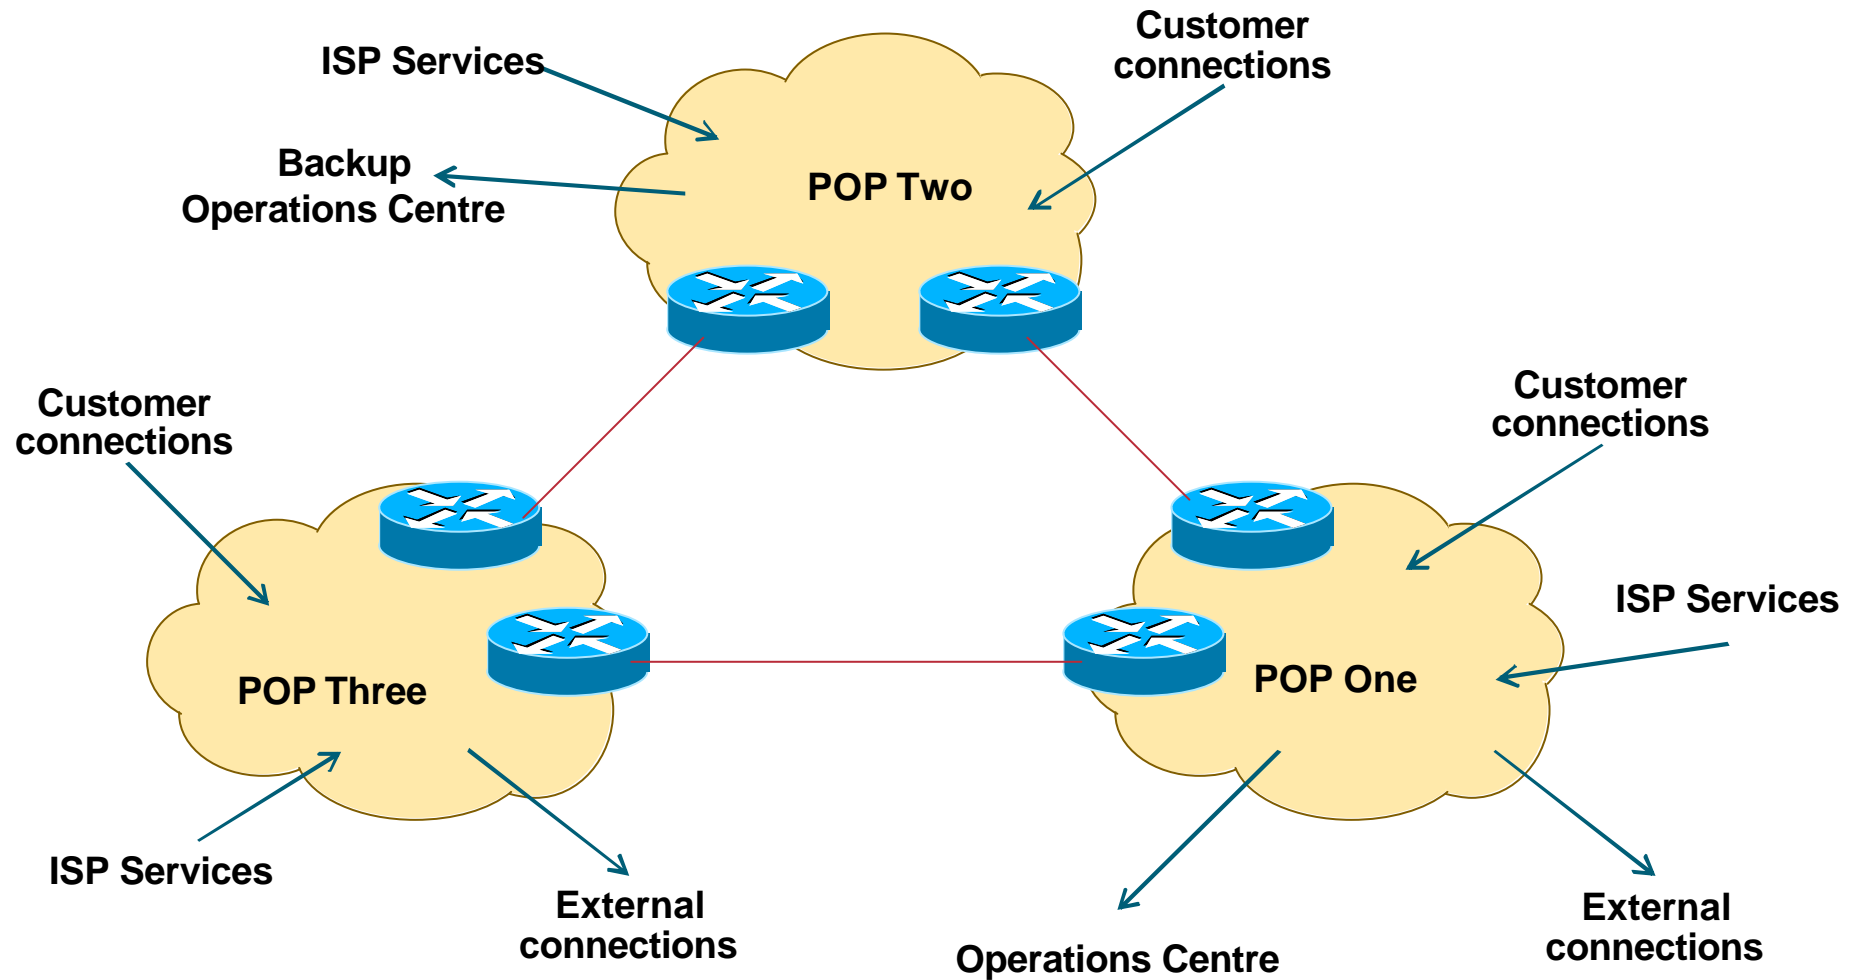 Customer
connections
ISP Services
Backup
Operations Centre
POP Two
Customer
connections
Customer
connections
ISP Services
POP Three
POP One
ISP Services
External
connections
Operations Centre
External
connections